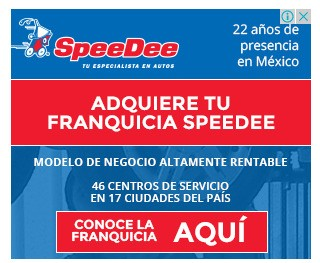 SpeeDee
TU ESPECIALISTA EN AUTOS
22 años de
presencia
en México
ADQUIERE TU
FRANQUICIA SPEEDEE
MODELO DE NEGOCIO ALTAMENTE RENTABLE
46 CENTROS DE SERVICIO
EN 17 CIUDADES DEL PAÍS
CONOCE LA
FRANQUICIA
AQUÍ